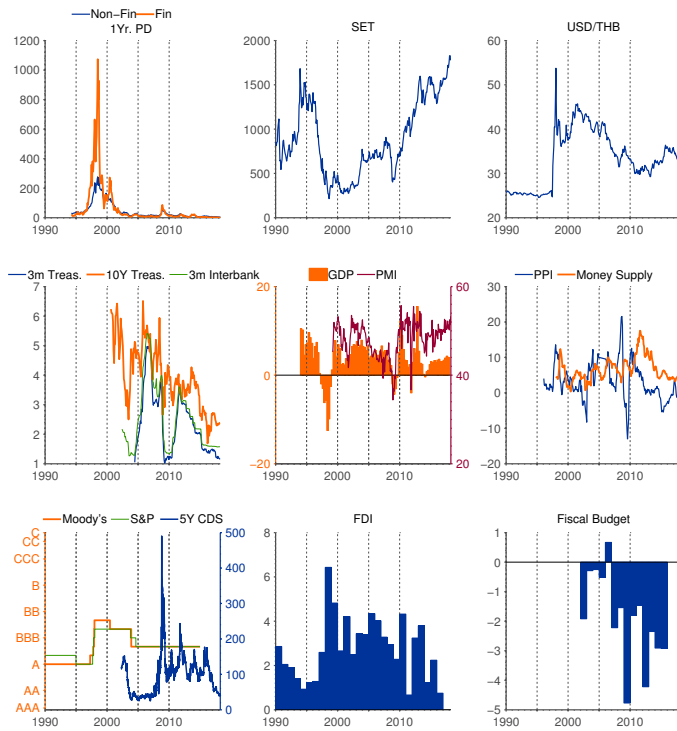 Non-Fin Fin
1Yr. PD SET USD/THB
1200 2000 60
1000
800 1500 50
600 1000 40
400
200 500 30
0 0 20
1990 2000 2010 1990 2000 2010 1990 2000 2010
3m Treas. 10Y Treas. 3m Interbank GDP PMI PPI Money Supply
7 20 60 30
6
5 20
4 0 40 10
3 0
2 −10
1 −20 20 −20
1990 2000 2010 1990 2000 2010 1990 2000 2010
Moody's S&P 5Y CDS FDI Fiscal Budget
C 500 8 1
CC
CCC 400 6 0
B 300 −1
BB 4 −2
BBB 200 −3
A 100 2 −4
AA
AAA 0 0 −5
1990 2000 2010 1990 2000 2010 1990 2000 2010